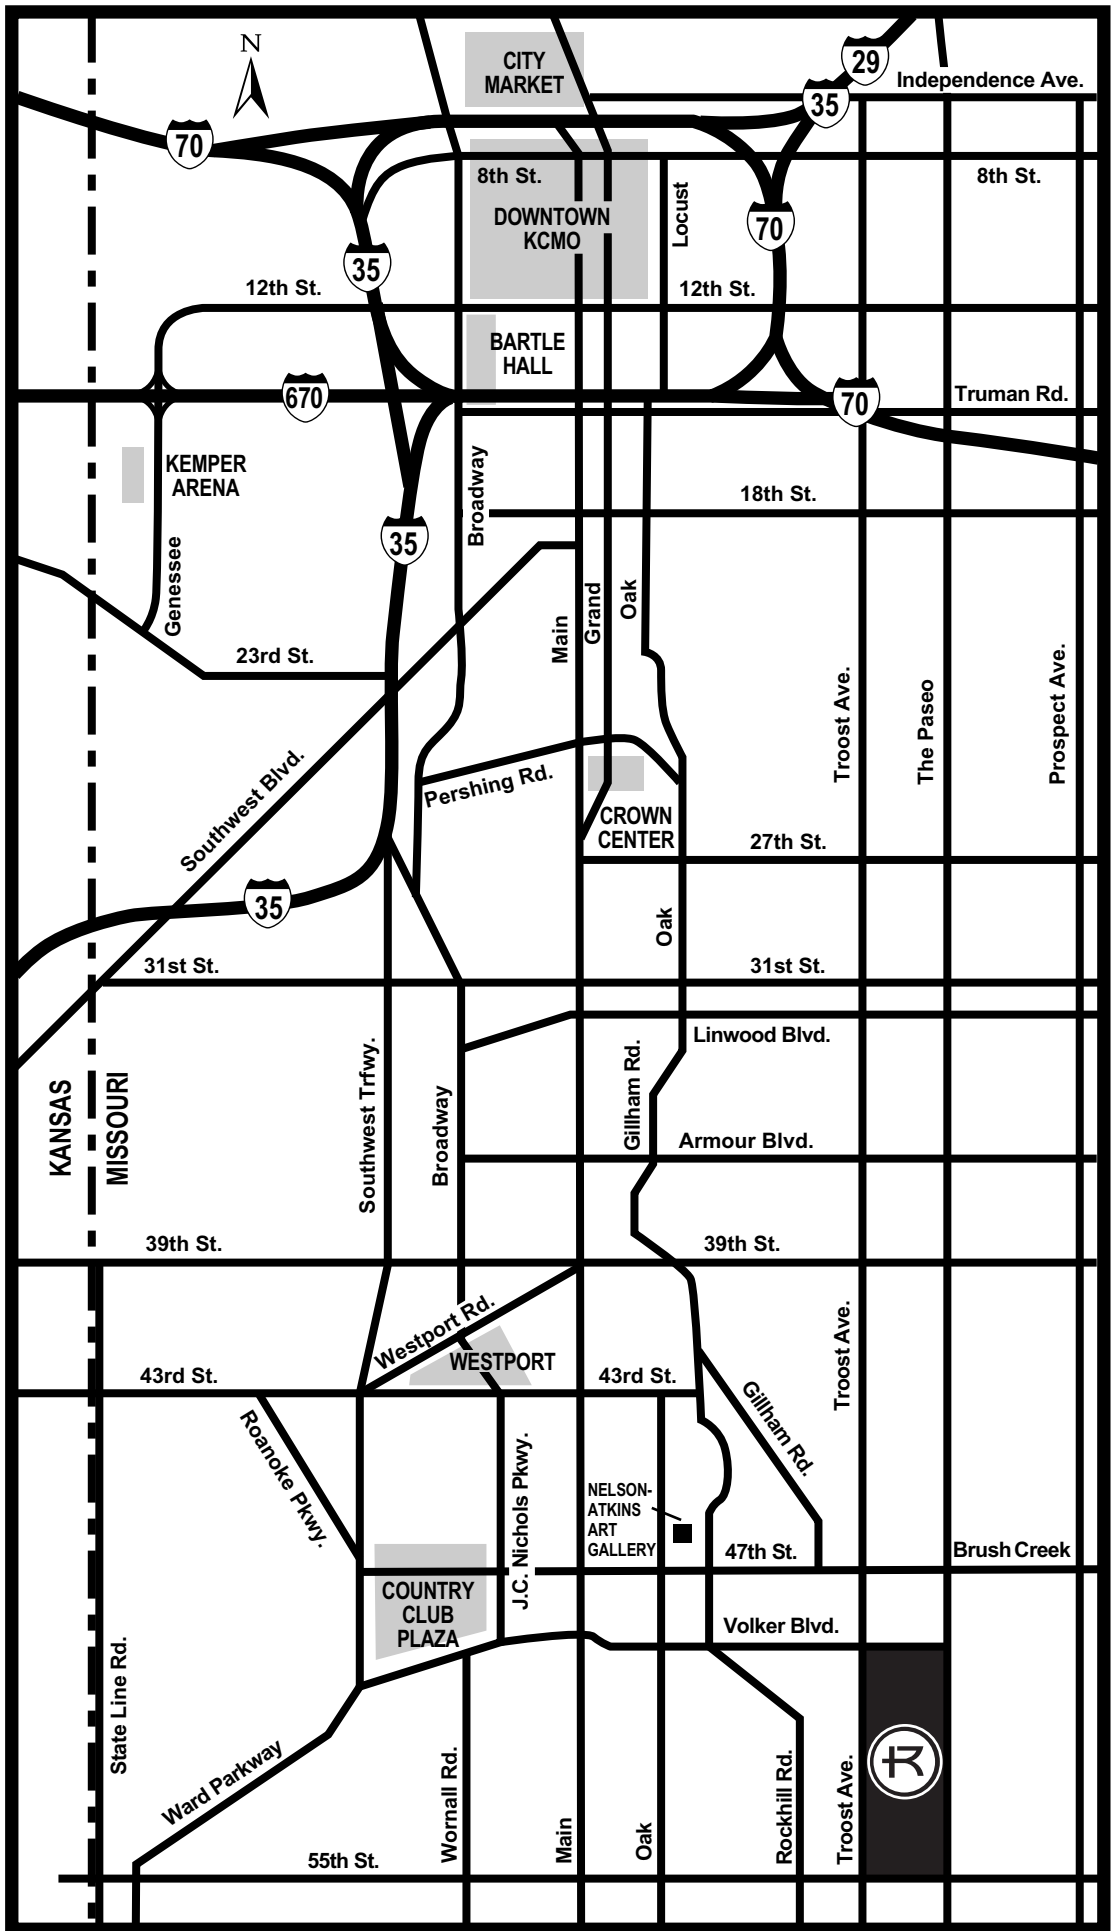 N
CITY
MARKET
29
Independence Ave.
35
70
8th St.
8th St.
DOWNTOWN
KCMO
Locust
70
35
12th St.
12th St.
BARTLE
HALL
670
70
Truman Rd.
KEMPER
ARENA
Broadway
18th St.
35
Genessee
Main
Grand
Oak
23rd St.
Troost Ave.
The Paseo
Prospect Ave.
Southwest Blvd.
Pershing Rd.
CROWN
CENTER
27th St.
35
Oak
31st St.
31st St.
Linwood Blvd.
KANSAS
MISSOURI
Southwest Trfwy.
Broadway
Gillham Rd.
Armour Blvd.
39th St.
39th St.
Westport Rd.
WESTPORT
Troost Ave.
43rd St.
43rd St.
Roanoke Pkwy.
J.C. Nichols Pkwy.
Gillham Rd.
NELSON-
ATKINS
ART
GALLERY
47th St.
Brush Creek
COUNTRY
CLUB
PLAZA
Volker Blvd.
State Line Rd.
Ward Parkway
Wornall Rd.
Main
Oak
Rockhill Rd.
Troost Ave.
R
55th St.